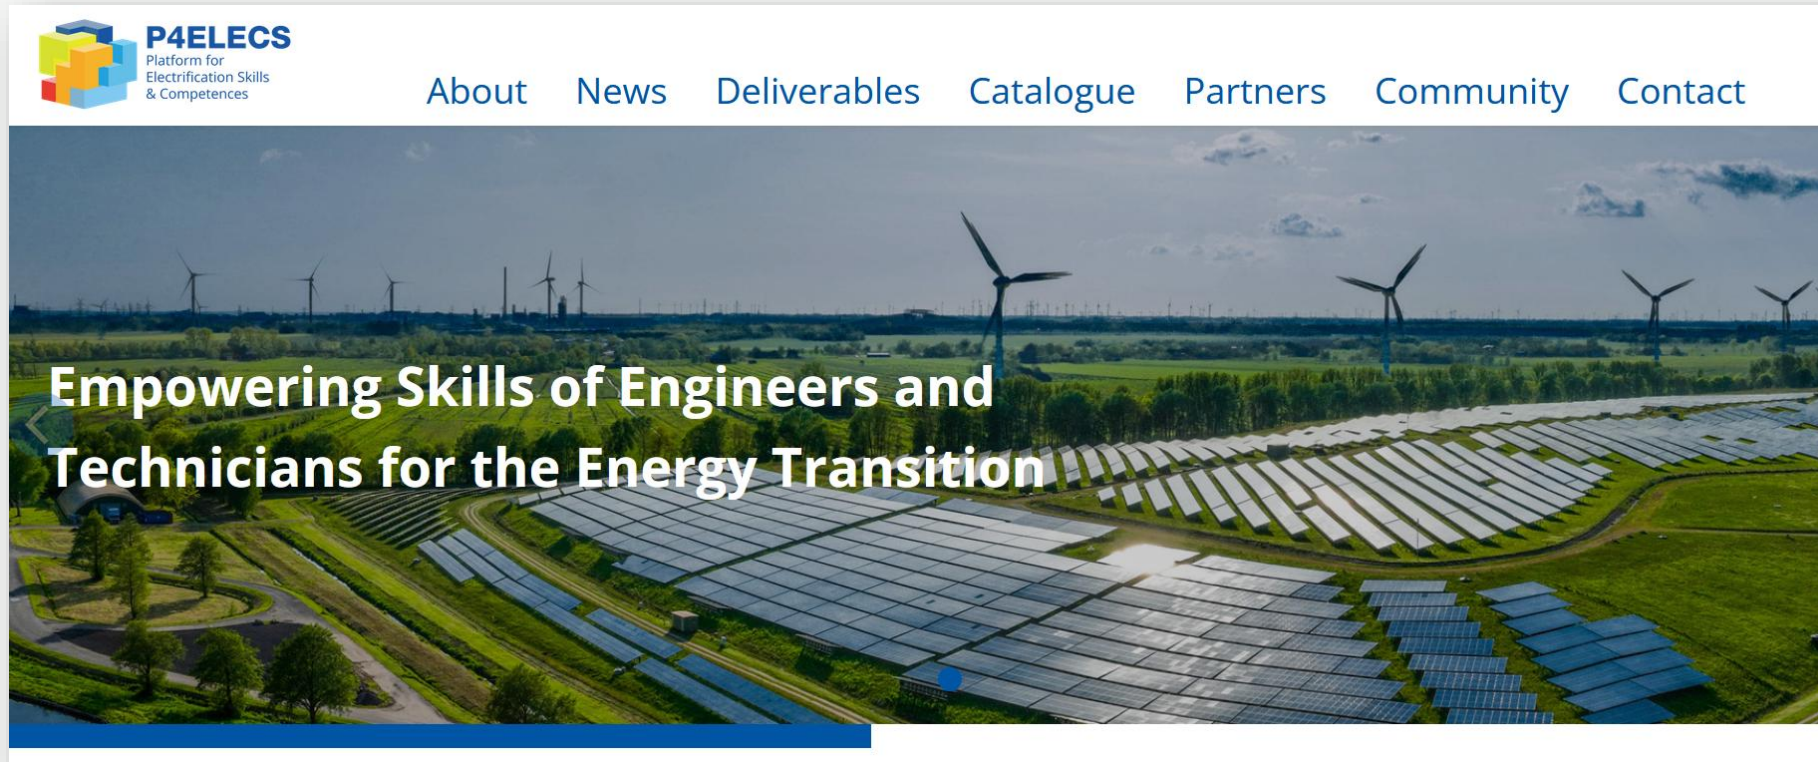 P4ELECS
Platform for
Electrification Skills
& Competences
About News Deliverables Catalogue Partners Community Contact
Empowering Skills of Engineers and
Technicians for the Energy Transition